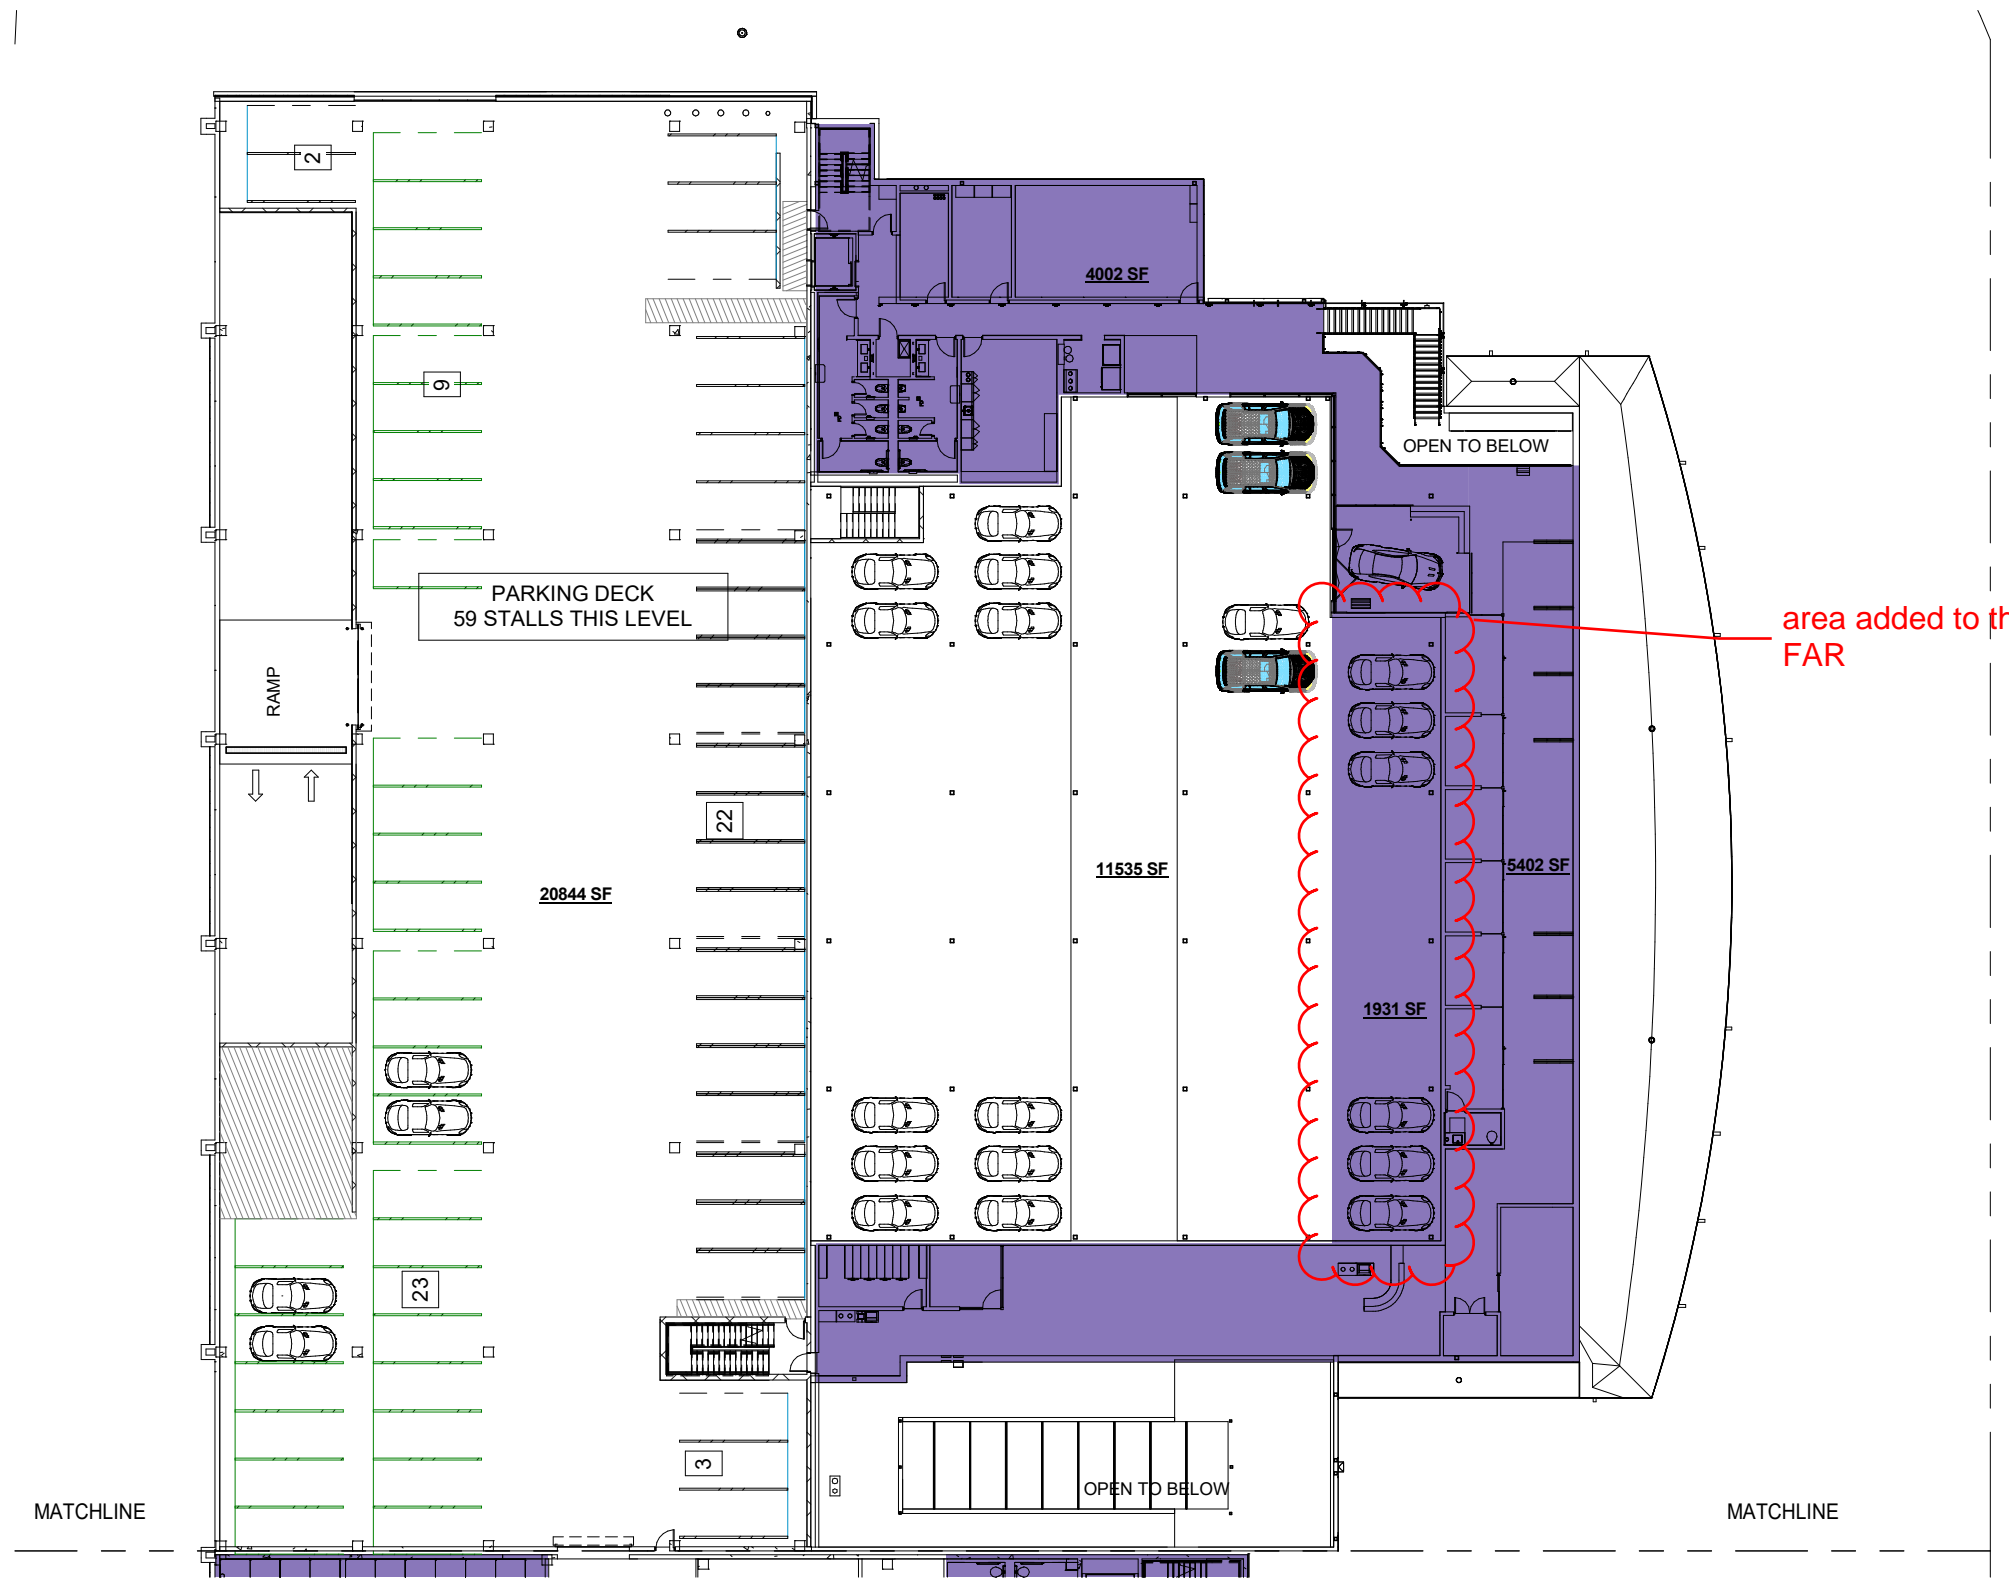 2
4002 SF
9
OPEN TO BELOW
PARKING DECK
59 STALLS THIS LEVEL
area added to th
FAR
RAMP
22
11535 SF
5402 SF
20844 SF
1931 SF
23
3
OPEN TO BELOW
MATCHLINE
MATCHLINE